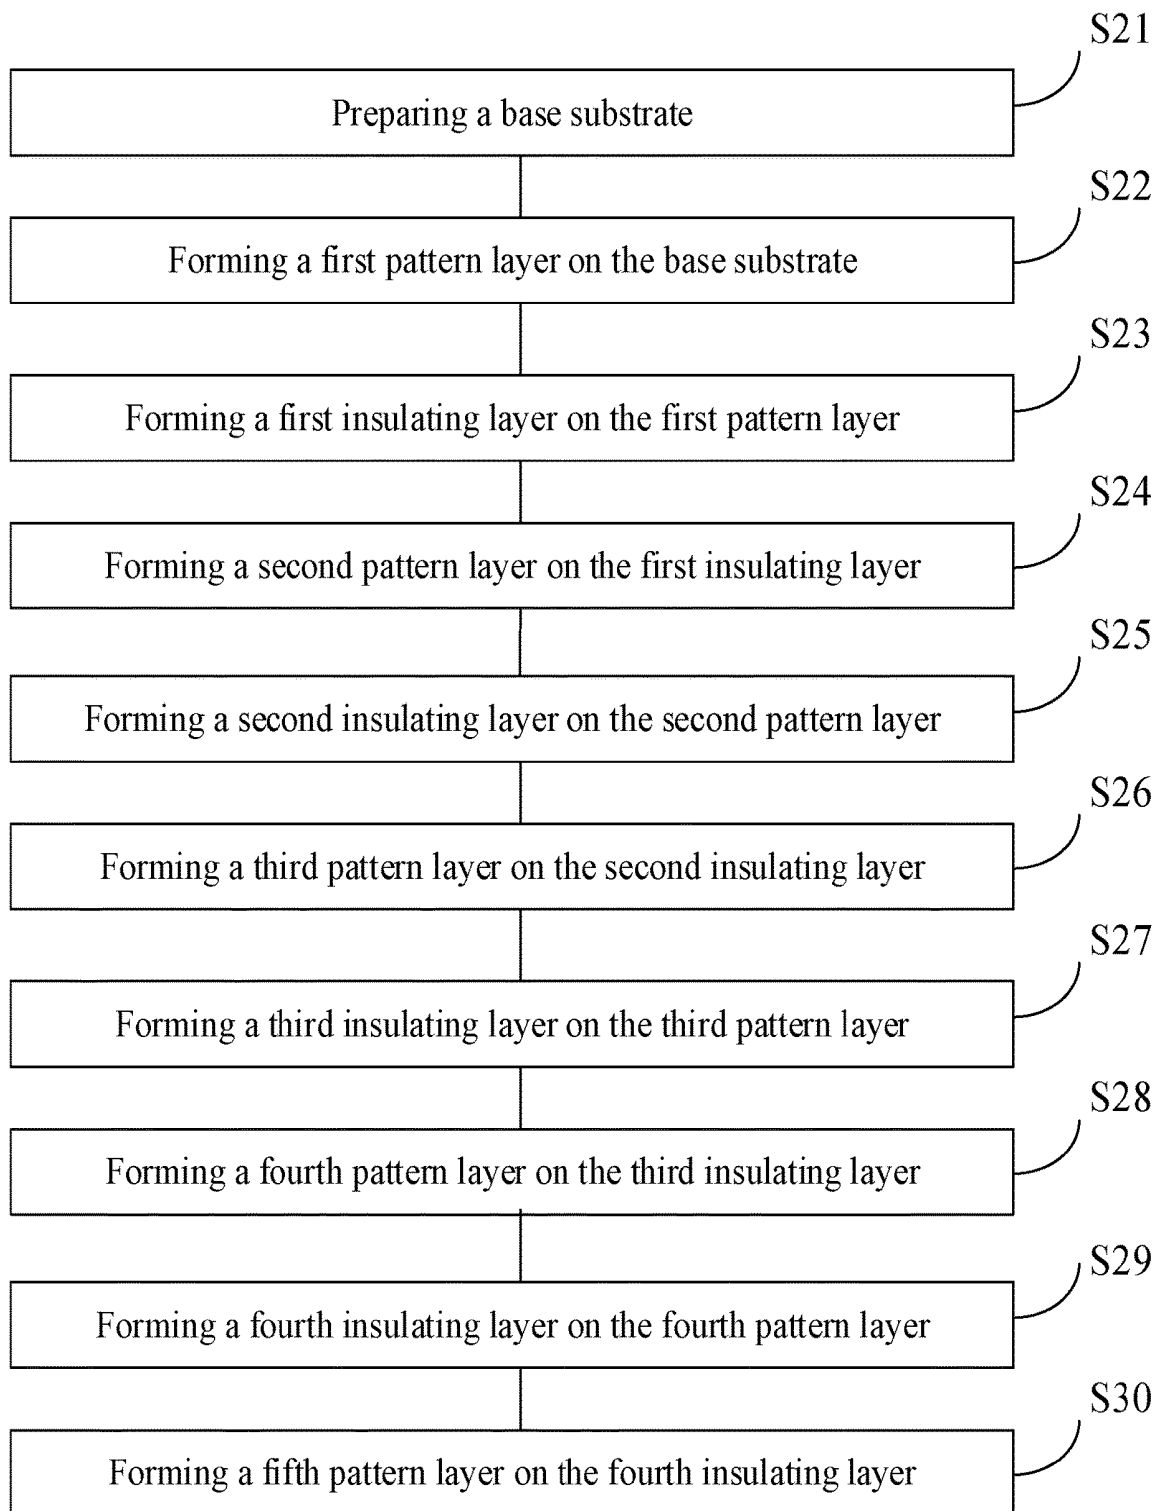 S21
Preparing a base substrate
S22
Forming a first pattern layer on the base substrate
S23
Forming a first insulating layer on the first pattern layer
S24
Forming a second pattern layer on the first insulating layer
S25
Forming a second insulating layer on the second pattern layer
S26
Forming a third pattern layer on the second insulating layer
S27
Forming a third insulating layer on the third pattern layer
S28
Forming a fourth pattern layer on the third insulating layer
S29
Forming a fourth insulating layer on the fourth pattern layer
S30
Forming a fifth pattern layer on the fourth insulating layer